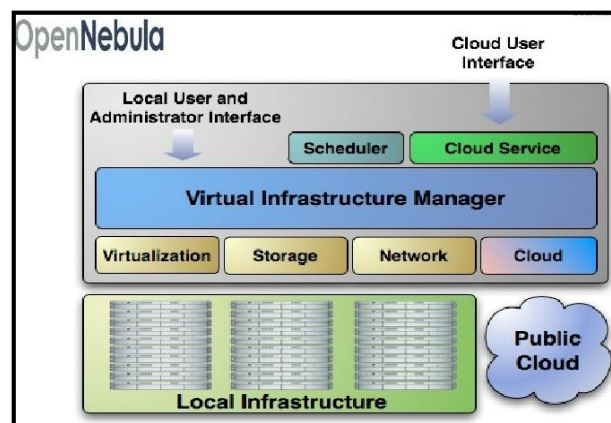 OpenNebula
Cloud User
Interface
Local User and
Administrator Interface
Scheduler
Cloud Service
Virtual Infrastructure Manager
Virtualization
Storage
Network
Cloud
Public
Cloud
Local Infrastructure